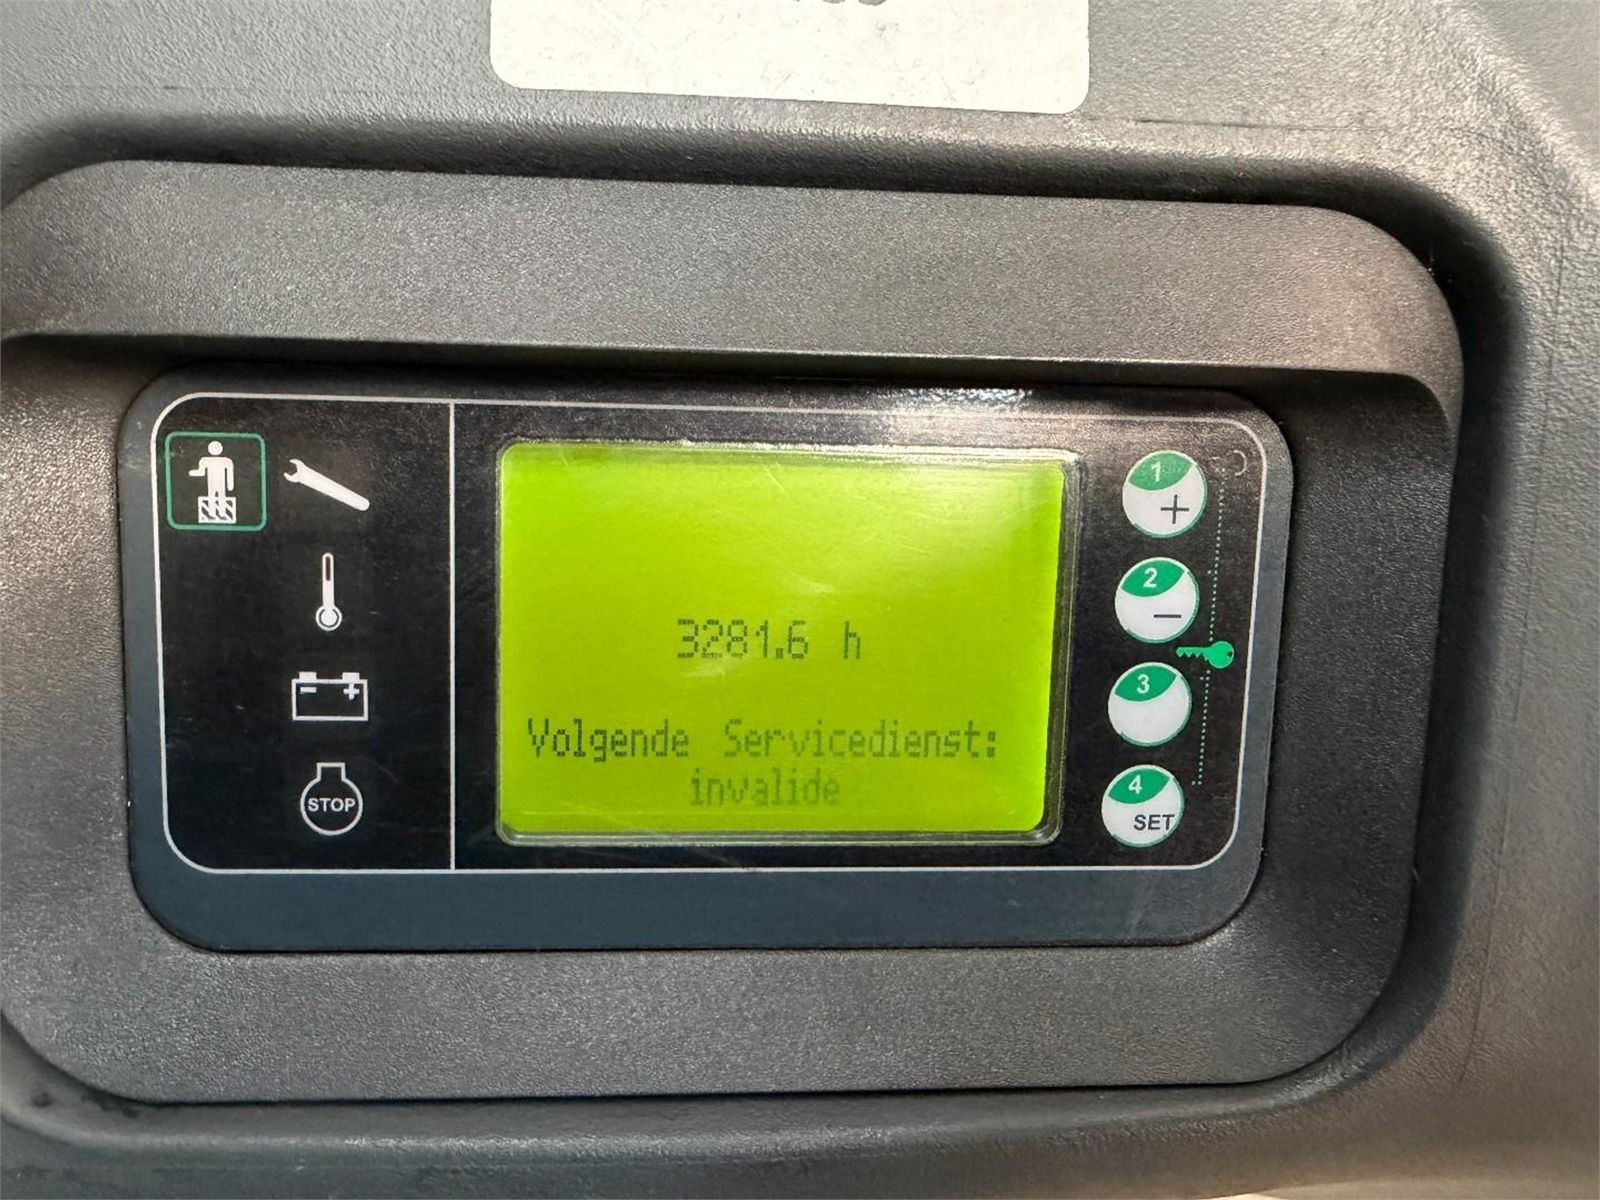 3281.6 h
Volgende Servicedienst:
invalide
STOP
1
+
2
−
3
4
SET
- +